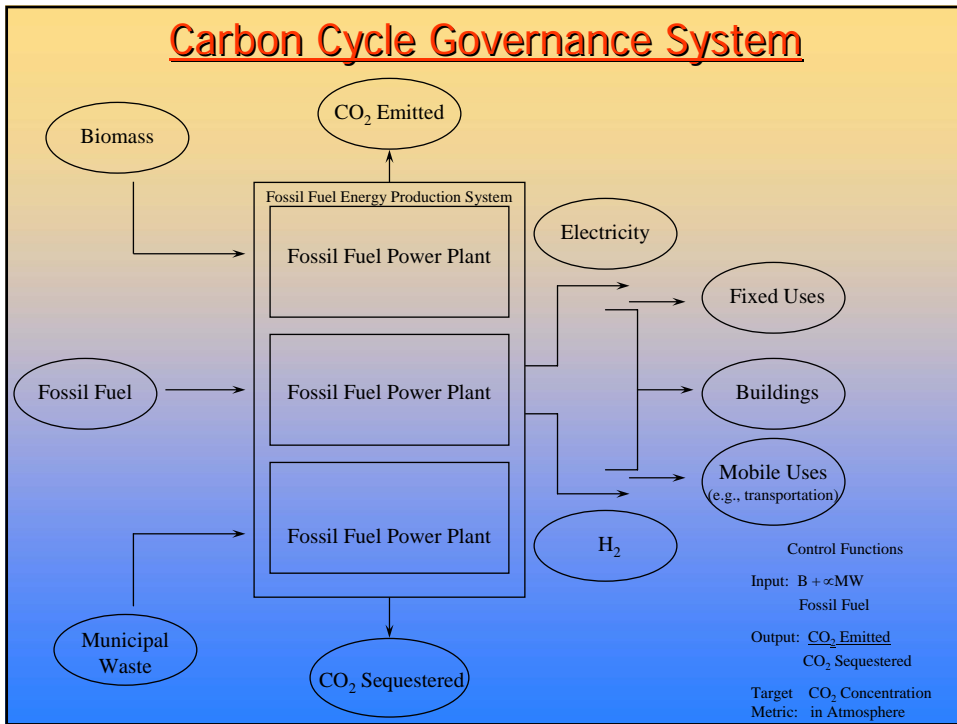 Carbon Cycle Governance System
CO₂ Emitted
Biomass
Fossil Fuel Energy Production System
Fossil Fuel Power Plant
Electricity
Fixed Uses
Fossil Fuel
Fossil Fuel Power Plant
Buildings
Mobile Uses
(e.g., transportation)
Fossil Fuel Power Plant
H₂
Municipal
Waste
CO₂ Sequestered
Control Functions
Input: B + ∝MW
Fossil Fuel
Output: CO₂ Emitted
CO₂ Sequestered
Target CO₂ Concentration
Metric: in Atmosphere